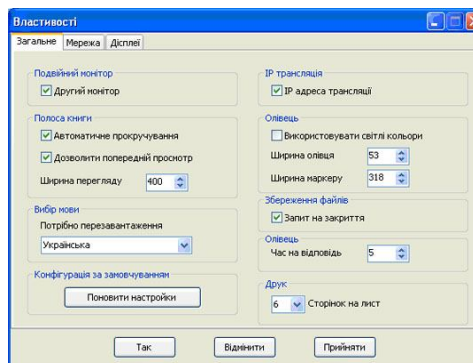 Властивості
Загальне
Мережа
Дісплеї
Подвійний монітор
Другий монітор
Полоса книги
Автоматичне прокручування
Дозволити попередній просмотр
Ширина перегляду
400
Вибір мови
Потрібно перезавантаження
Українська
Конфігурація за замовчуванням
Поновити настройки
IP трансляція
IP адреса трансляції
Олівець
Використовувати світлі кольори
Ширина олівця
53
Ширина маркеру
318
Збереження файлів
Запит на закриття
Олівець
Час на відповідь
5
Друк
6
Сторінок на лист
Так
Відмінити
Прийняти